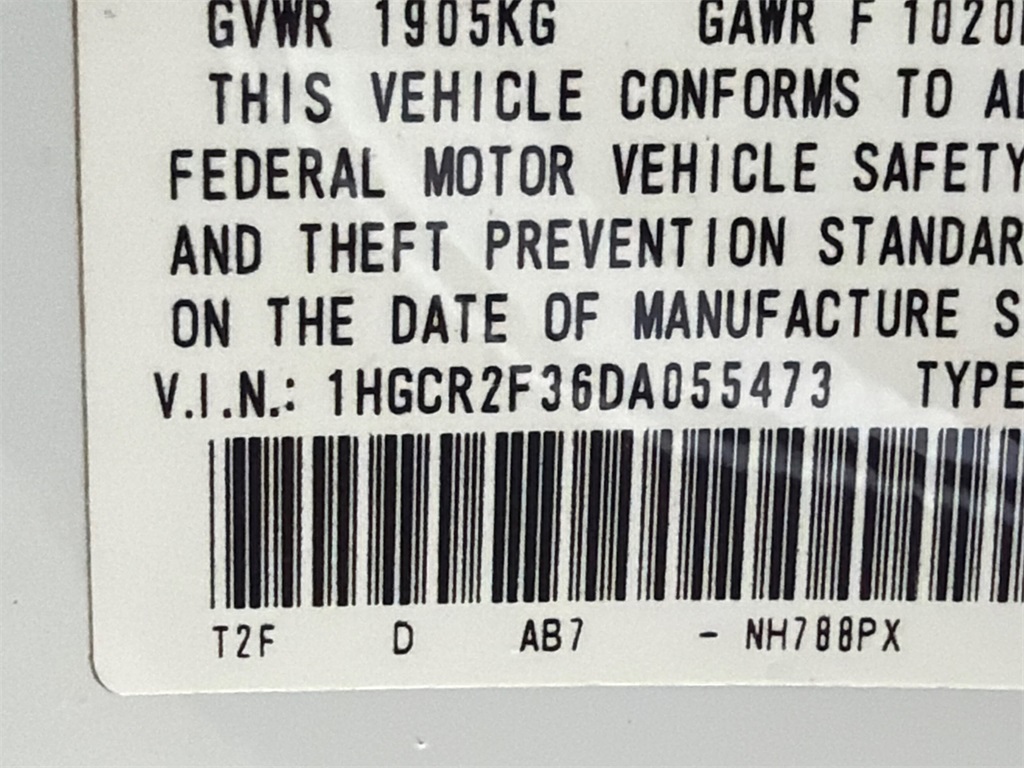 GVWR 1905KG GAWR F 1020
THIS VEHICLE CONFORMS TO
FEDERAL MOTOR VEHICLE SAFETY
AND THEFT PREVENTION STANDAR
ON THE DATE OF MANUFACTURE S
V.I.N.: 1HGCR2F36DA055473 TYPE
T2F D AB7 - NH788PX